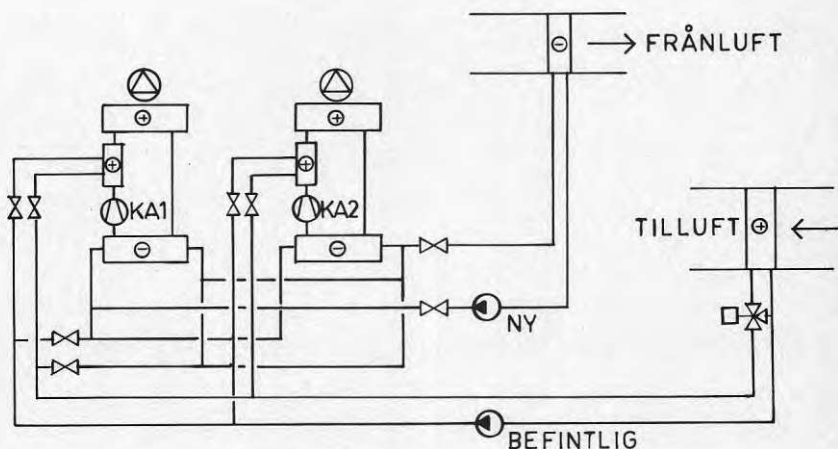 FRÅNLUFT
KA1
KA2
TILLUFT
NY
BEFINTLIG